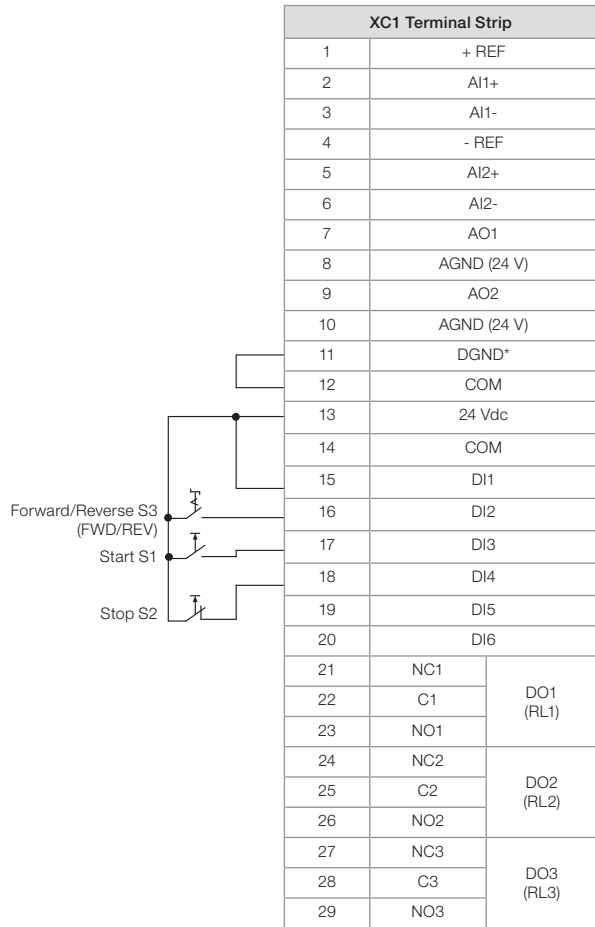 XC1 Terminal Strip
1 + REF
2 AI1+
3 AI1-
4 - REF
5 AI2+
6 AI2-
7 AO1
8 AGND (24 V)
9 AO2
10 AGND (24 V)
11 DGND*
12 COM
13 24 Vdc
14 COM
15 DI1
Forward/Reverse S3
(FWD/REV)
16 DI2
Start S1
17 DI3
18 DI4
Stop S2
19 DI5
20 DI6
21 NC1
22 C1
23 NO1
DO1
(RL1)
24 NC2
25 C2
26 NO2
DO2
(RL2)
27 NC3
28 C3
29 NO3
DO3
(RL3)